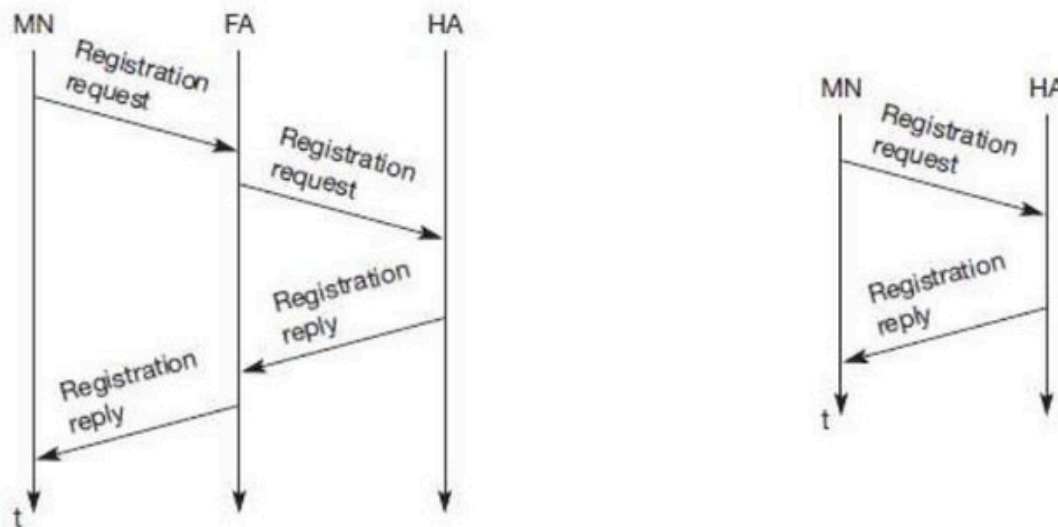 MN FA HA
Registration
request
Registration
request
Registration
reply
Registration
reply
t
MN HA
Registration
request
Registration
reply
t